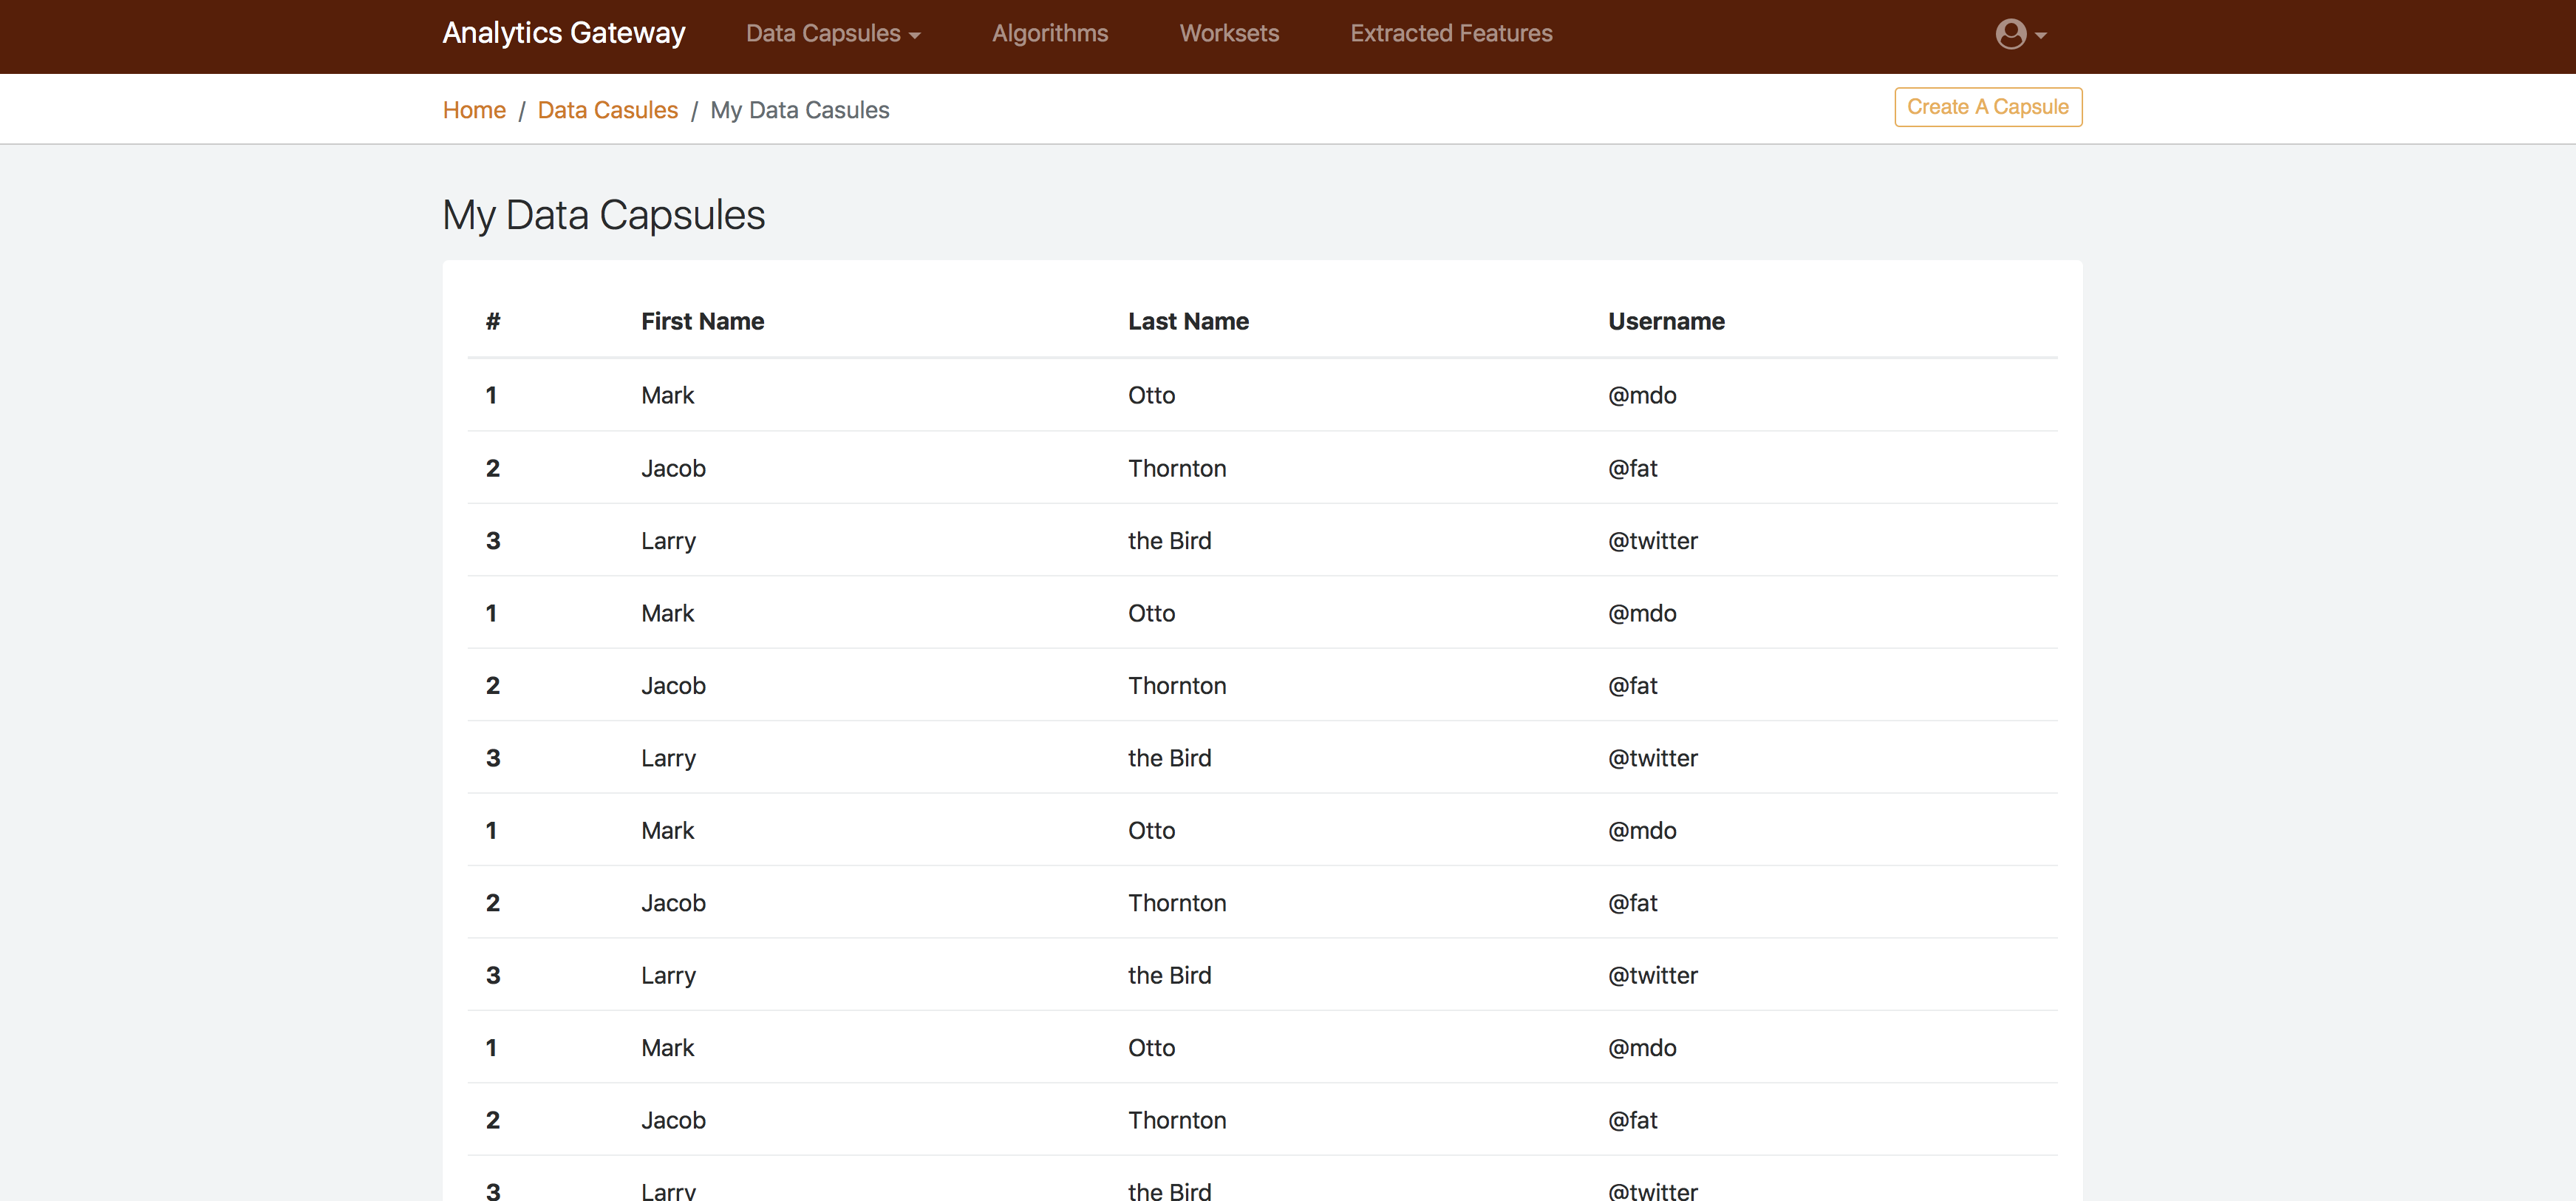 Analytics Gateway Data Capsules Algorithms Worksets Extracted Features
Home / Data Casules / My Data Casules Create A Capsule
My Data Capsules
# First Name Last Name Username
1 Mark Otto @mdo
2 Jacob Thornton @fat
3 Larry the Bird @twitter
1 Mark Otto @mdo
2 Jacob Thornton @fat
3 Larry the Bird @twitter
1 Mark Otto @mdo
2 Jacob Thornton @fat
3 Larry the Bird @twitter
1 Mark Otto @mdo
2 Jacob Thornton @fat
3 Larry the Bird @twitter